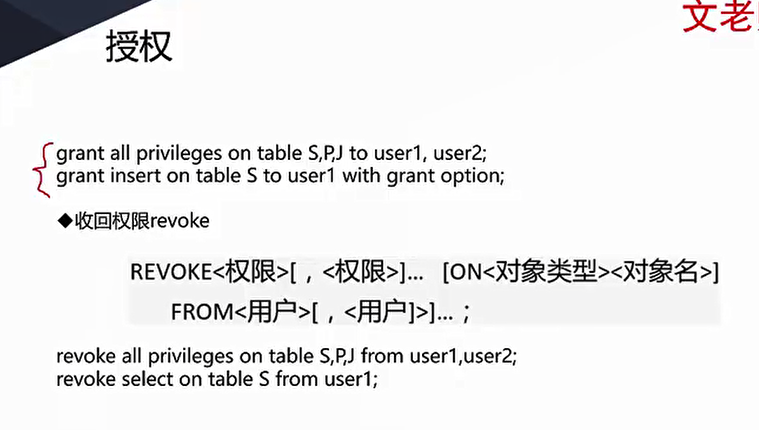 文老
授权
grant all privileges on table S,P,J to user1, user2;
grant insert on table S to user1 with grant option;
◆收回权限revoke
REVOKE<权限>[，<权限>]... [ON<对象类型><对象名>]
FROM<用户>[，<用户]>]...；
revoke all privileges on table S,P,J from user1,user2;
revoke select on table S from user1;